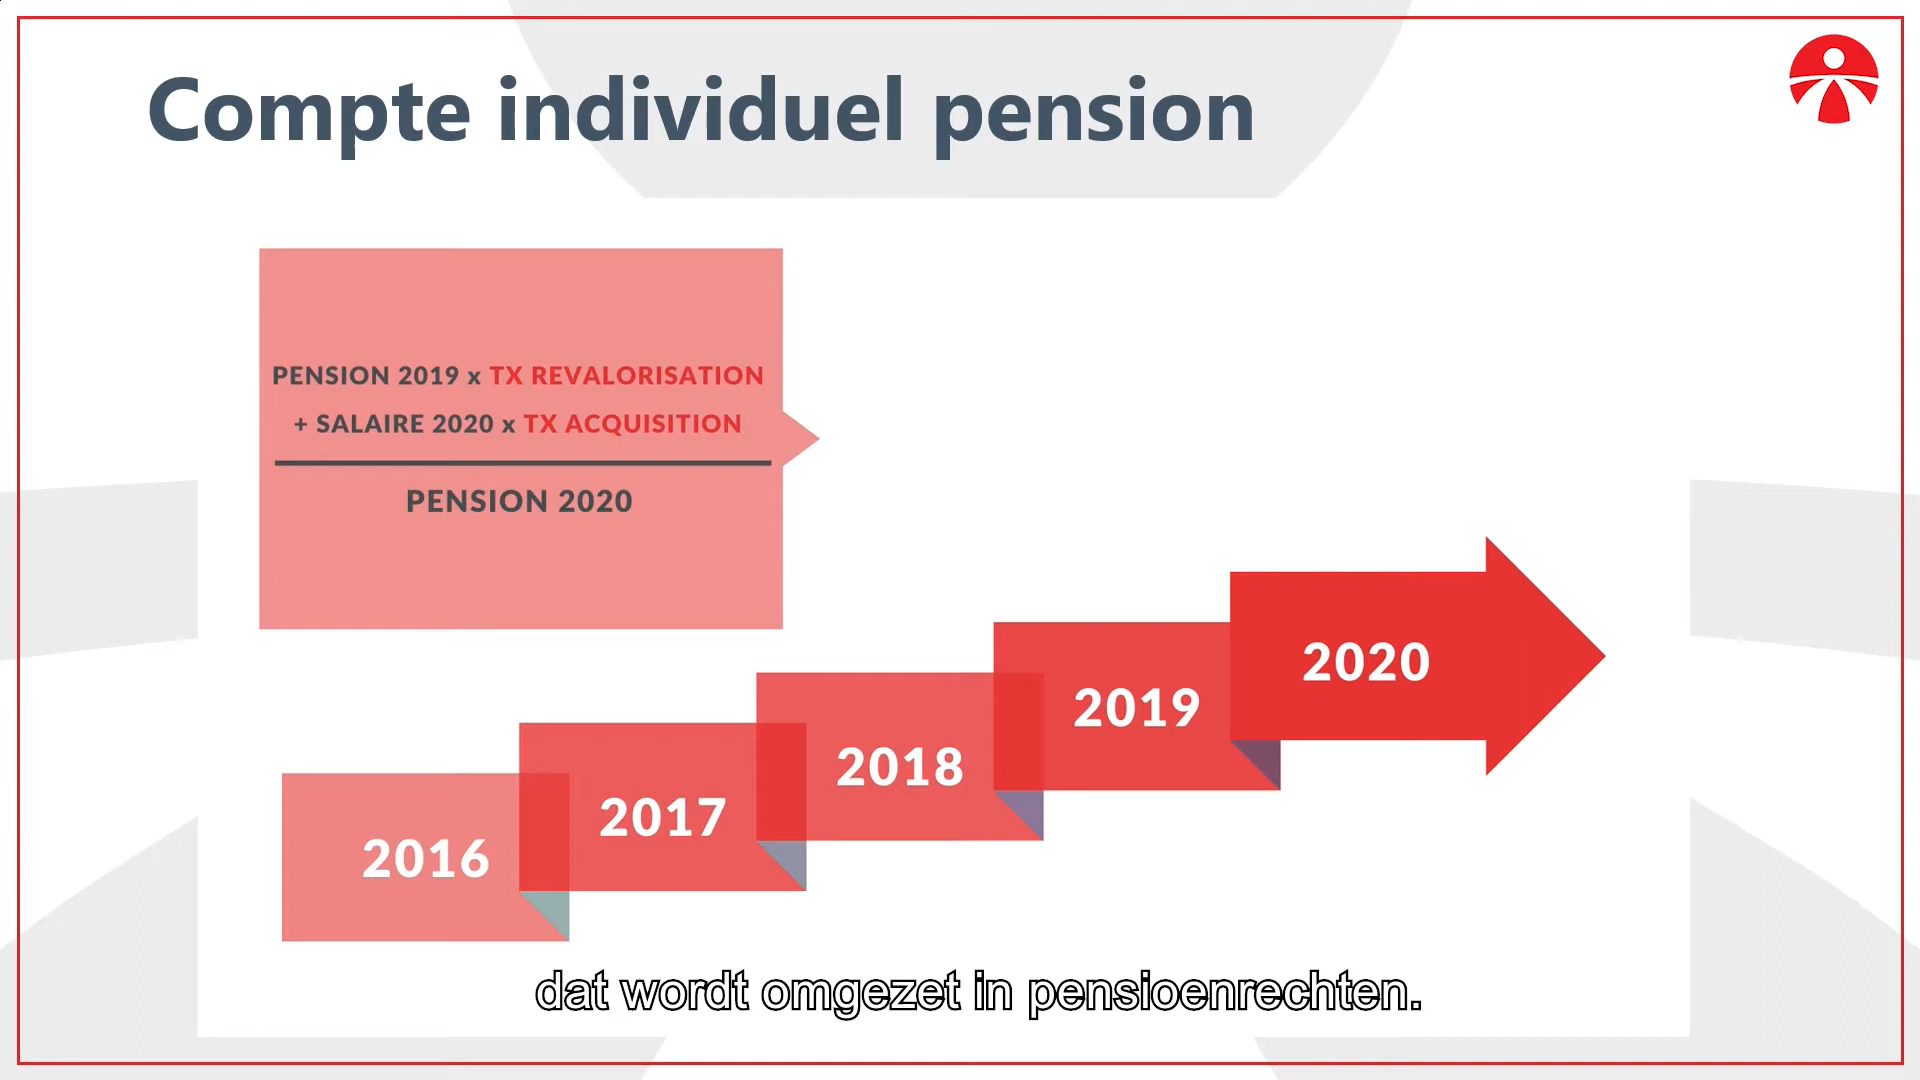 Compte individuel pension
PENSION 2019 x TX REVALORISATION
+ SALAIRE 2020 x TX ACQUISITION
PENSION 2020
2016
2017
2018
2019
2020
dat wordt omgezet in pensioenrechten.